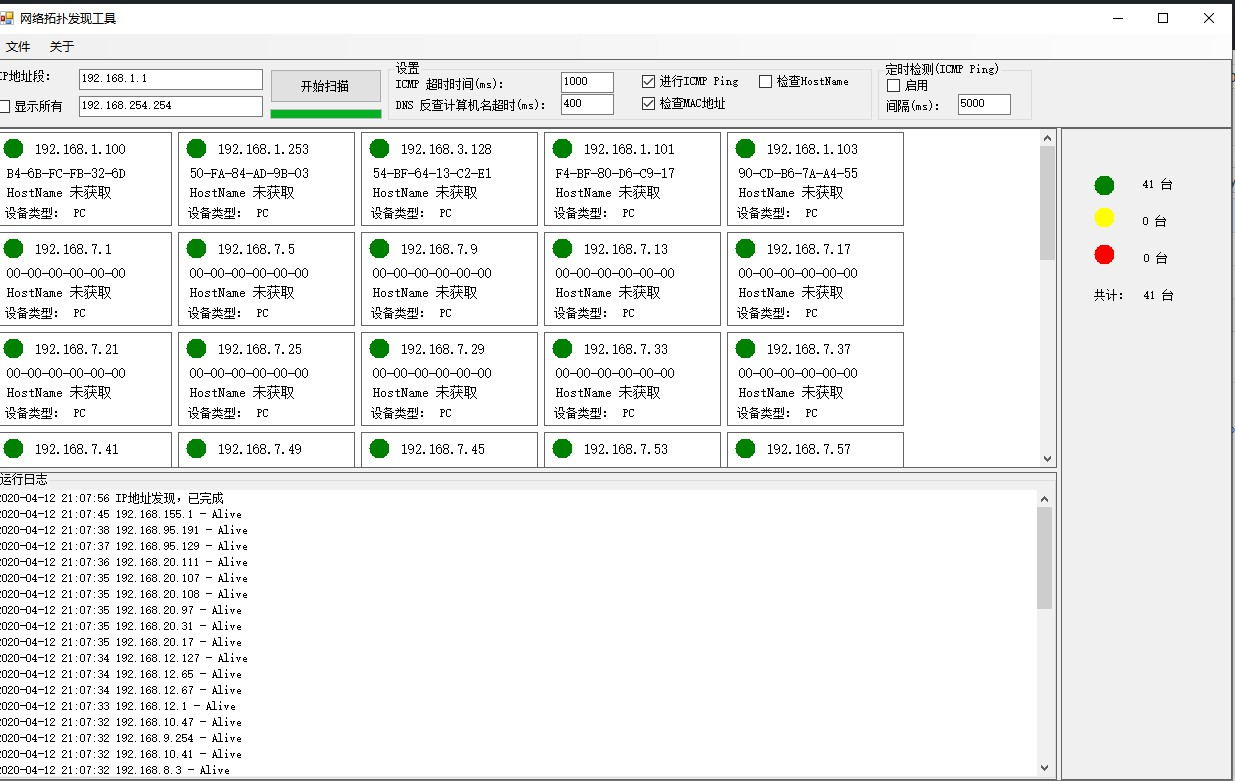 网络拓扑发现工具
文件 关于
IP地址段: 192.168.1.1
显示所有 192.168.254.254
开始扫描
设置
ICMP 超时时间(ms): 1000
DNS 反查计算机名超时(ms): 400
进行ICMP Ping 检查HostName
检查MAC地址
定时检测(ICMP Ping)
启用
间隔(ms): 5000
192.168.1.100 192.168.1.253 192.168.3.128 192.168.1.101 192.168.1.103
B4-6B-FC-FB-32-6D 50-FA-84-AD-9B-03 54-BF-64-13-C2-E1 F4-BF-80-D6-C9-17 90-CD-B6-7A-A4-55
HostName 未获取 HostName 未获取 HostName 未获取 HostName 未获取 HostName 未获取
设备类型: PC 设备类型: PC 设备类型: PC 设备类型: PC 设备类型: PC
192.168.7.1 192.168.7.5 192.168.7.9 192.168.7.13 192.168.7.17
00-00-00-00-00-00 00-00-00-00-00-00 00-00-00-00-00-00 00-00-00-00-00-00 00-00-00-00-00-00
HostName 未获取 HostName 未获取 HostName 未获取 HostName 未获取 HostName 未获取
设备类型: PC 设备类型: PC 设备类型: PC 设备类型: PC 设备类型: PC
192.168.7.21 192.168.7.25 192.168.7.29 192.168.7.33 192.168.7.37
00-00-00-00-00-00 00-00-00-00-00-00 00-00-00-00-00-00 00-00-00-00-00-00 00-00-00-00-00-00
HostName 未获取 HostName 未获取 HostName 未获取 HostName 未获取 HostName 未获取
设备类型: PC 设备类型: PC 设备类型: PC 设备类型: PC 设备类型: PC
192.168.7.41 192.168.7.49 192.168.7.45 192.168.7.53 192.168.7.57
41 台
0 台
0 台
共计: 41 台
运行日志
2020-04-12 21:07:56 IP地址发现,已完成
2020-04-12 21:07:45 192.168.155.1 - Alive
2020-04-12 21:07:38 192.168.95.191 - Alive
2020-04-12 21:07:37 192.168.95.129 - Alive
2020-04-12 21:07:36 192.168.20.111 - Alive
2020-04-12 21:07:35 192.168.20.107 - Alive
2020-04-12 21:07:35 192.168.20.108 - Alive
2020-04-12 21:07:35 192.168.20.97 - Alive
2020-04-12 21:07:35 192.168.20.31 - Alive
2020-04-12 21:07:35 192.168.20.17 - Alive
2020-04-12 21:07:34 192.168.12.127 - Alive
2020-04-12 21:07:34 192.168.12.65 - Alive
2020-04-12 21:07:34 192.168.12.67 - Alive
2020-04-12 21:07:33 192.168.12.1 - Alive
2020-04-12 21:07:32 192.168.10.47 - Alive
2020-04-12 21:07:32 192.168.9.254 - Alive
2020-04-12 21:07:32 192.168.10.41 - Alive
2020-04-12 21:07:32 192.168.8.3 - Alive